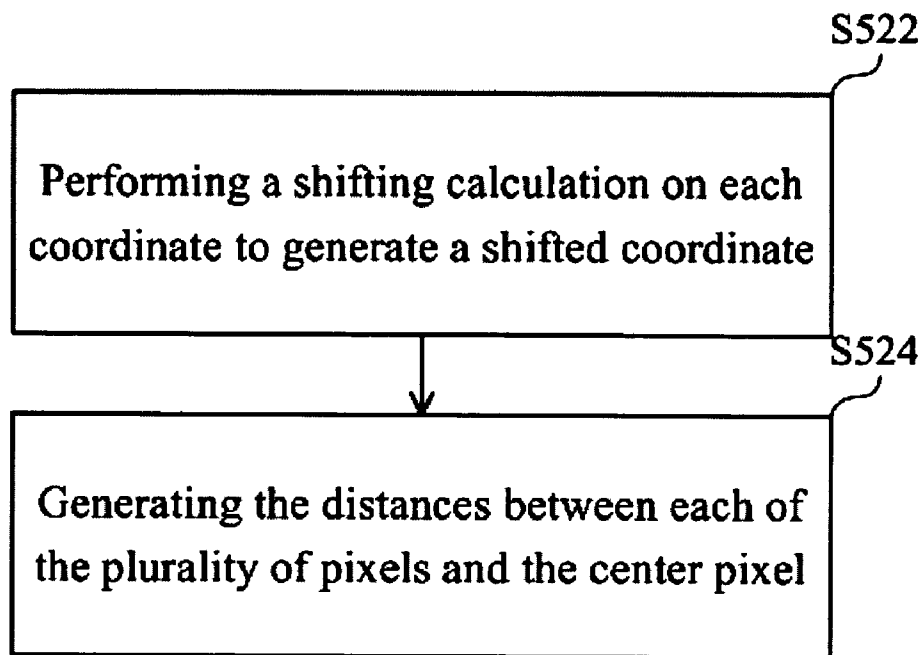 S522
Performing a shifting calculation on each
coordinate to generate a shifted coordinate
S524
Generating the distances between each of
the plurality of pixels and the center pixel